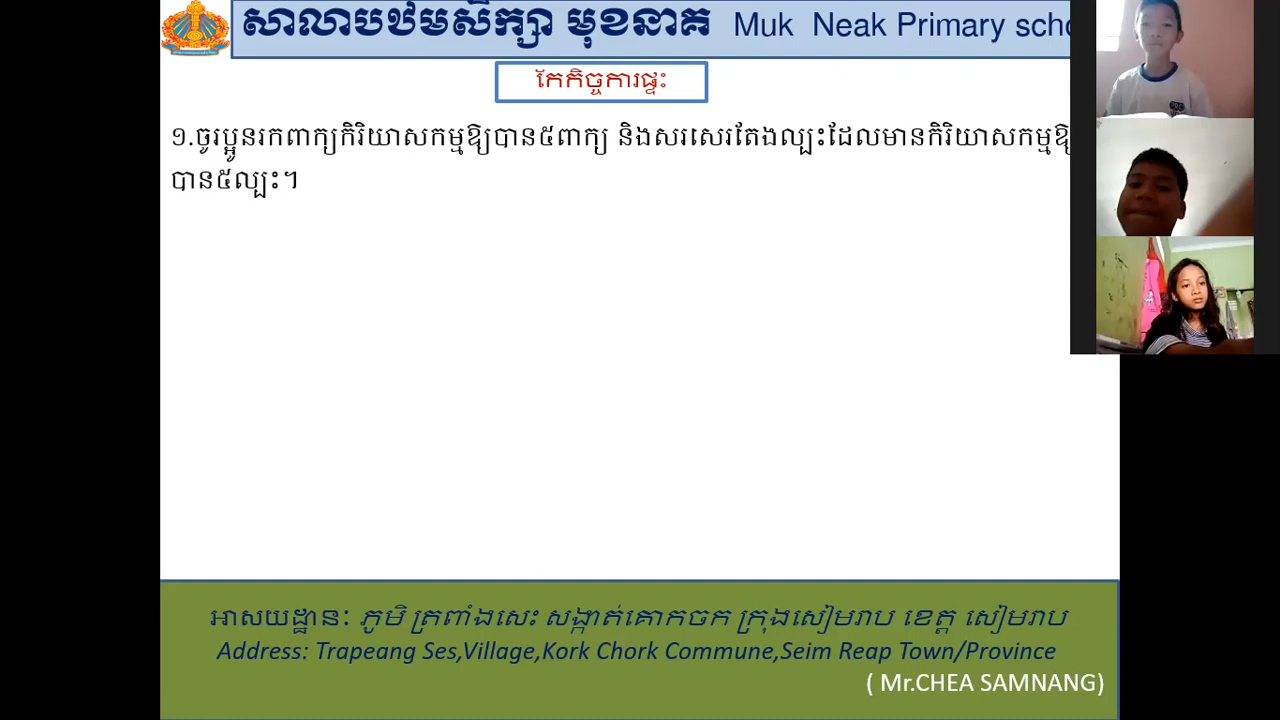 សាលាបឋមសិក្សា មុខនាគ Muk Neak Primary
កែកិច្ចការផ្ទះ
១.ចូរប្អូនរកពាក្យកិរិយាសកម្មឱ្យបាន៥ពាក្យ និងសរសេរតែងល្បះដែលមានកិរិយាសកម្មឱ្យ
បាន៥ល្បះ។
អាសយដ្ឋាន: ភូមិ ត្រពាំងសេះ សង្កាត់គោកចក ក្រុងសៀមរាប ខេត្ត សៀមរាប
Address: Trapeang Ses,Village,Kork Chork Commune,Seim Reap Town/Province
( Mr.CHEA SAMNANG)